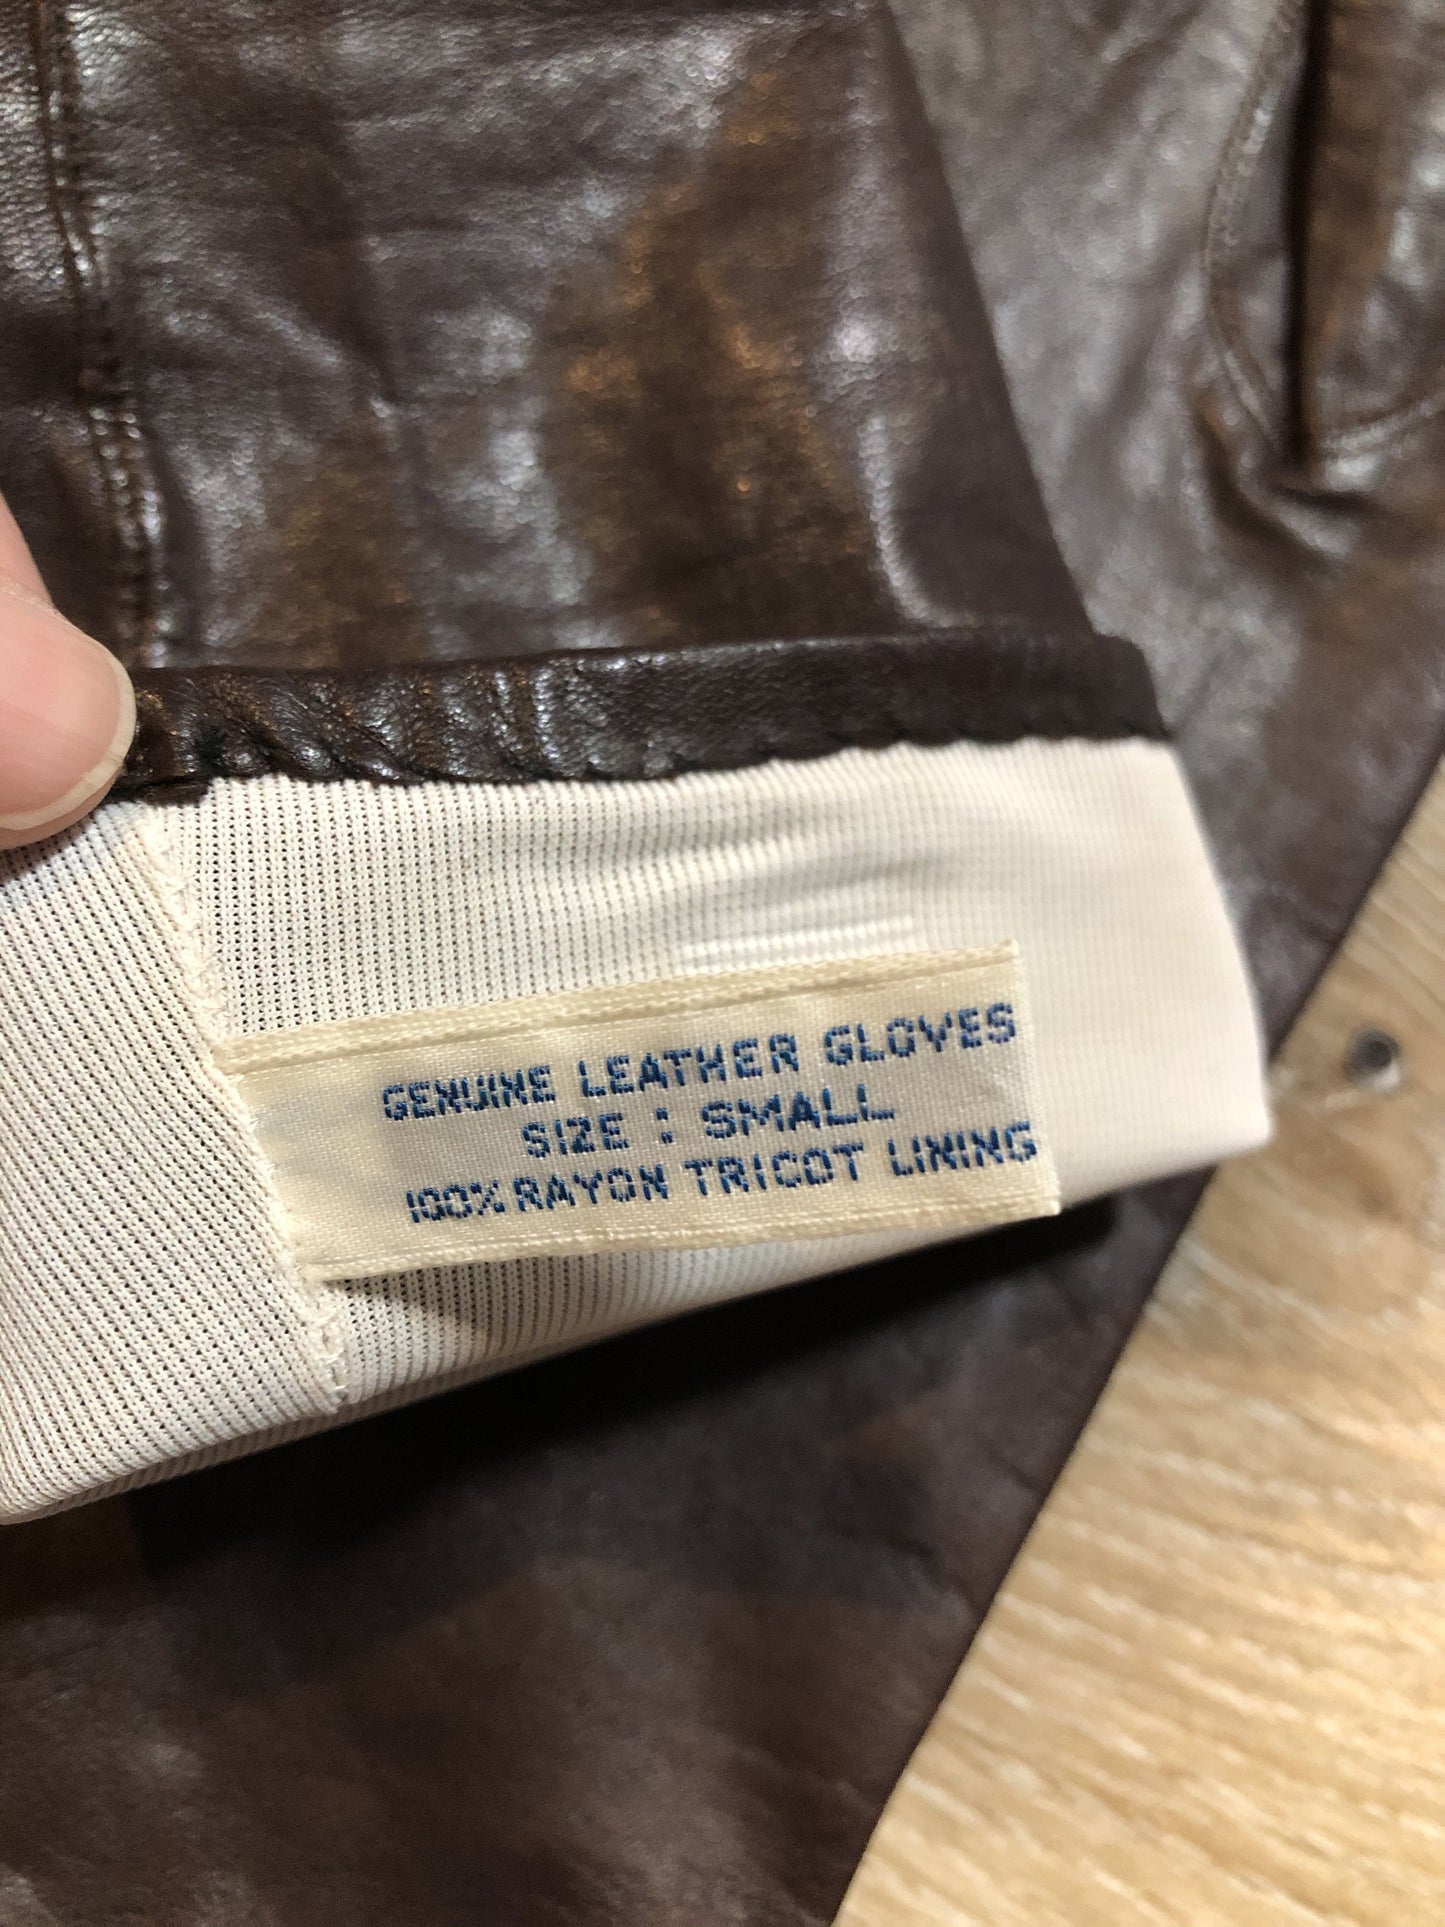 GENUINE LEATHER GLOVES
SIZE : SMALL
100% RAYON TRICOT LINING